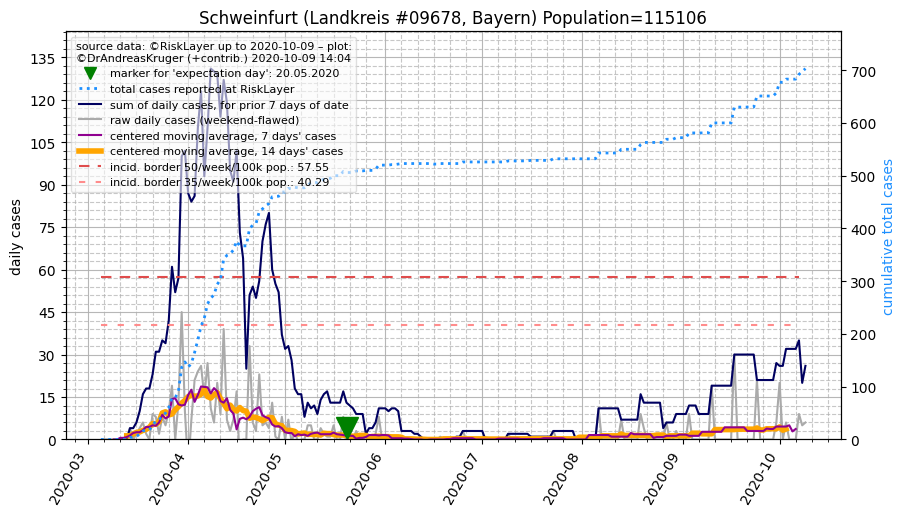 Schweinfurt (Landkreis #09678, Bayern) Population=115106
source data: ©RiskLayer up to 2020-10-09 – plot:
©DrAndreasKruger (+contrib.) 2020-10-09 14:04
marker for 'expectation day': 20.05.2020
total cases reported at RiskLayer
sum of daily cases, for prior 7 days of date
raw daily cases (weekend-flawed)
centered moving average, 7 days' cases
centered moving average, 14 days' cases
incid. border 50/week/100k pop.: 57.55
incid. border 35/week/100k pop.: 40.29
daily cases
135
120
105
90
75
60
45
30
15
0
cumulative total cases
700
600
500
400
300
200
100
0
2020-03
2020-04
2020-05
2020-06
2020-07
2020-08
2020-09
2020-10